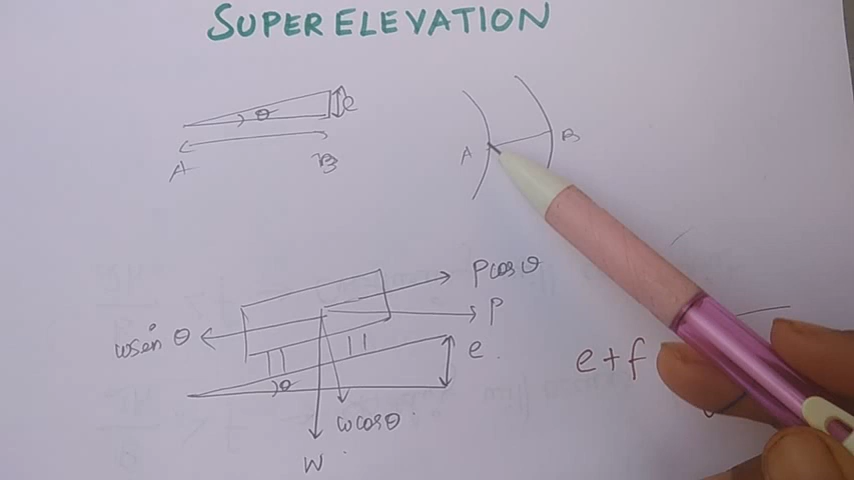 SUPER ELEVATION
θ e
A B
A B
P cos θ
P
w sin θ
e
e + f
θ
w cos θ
W